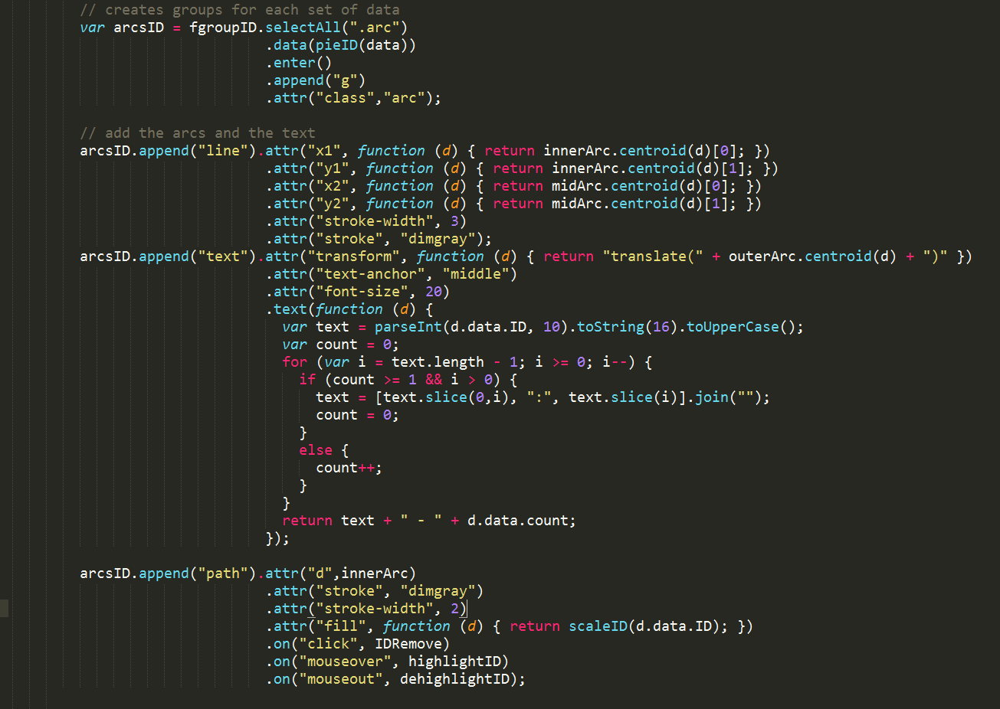 // creates groups for each set of data
var arcsID = fgroupID.selectAll(".arc")
.data(pieID(data))
.enter()
.append("g")
.attr("class","arc");
// add the arcs and the text
arcsID.append("line").attr("x1", function (d) { return innerArc.centroid(d)[0]; })
.attr("y1", function (d) { return innerArc.centroid(d)[1]; })
.attr("x2", function (d) { return midArc.centroid(d)[0]; })
.attr("y2", function (d) { return midArc.centroid(d)[1]; })
.attr("stroke-width", 3)
.attr("stroke", "dimgray");
arcsID.append("text").attr("transform", function (d) { return "translate(" + outerArc.centroid(d) + ")" })
.attr("text-anchor", "middle")
.attr("font-size", 20)
.text(function (d) {
var text = parseInt(d.data.ID, 10).toString(16).toUpperCase();
var count = 0;
for (var i = text.length - 1; i >= 0; i--) {
if (count >= 1 && i > 0) {
text = [text.slice(0,i), ":", text.slice(i)].join("");
count = 0;
}
else {
count++;
}
}
return text + " - " + d.data.count;
});
arcsID.append("path").attr("d",innerArc)
.attr("stroke", "dimgray")
.attr("stroke-width", 2)
.attr("fill", function (d) { return scaleID(d.data.ID); })
.on("click", IDRemove)
.on("mouseover", highlightID)
.on("mouseout", dehighlightID);